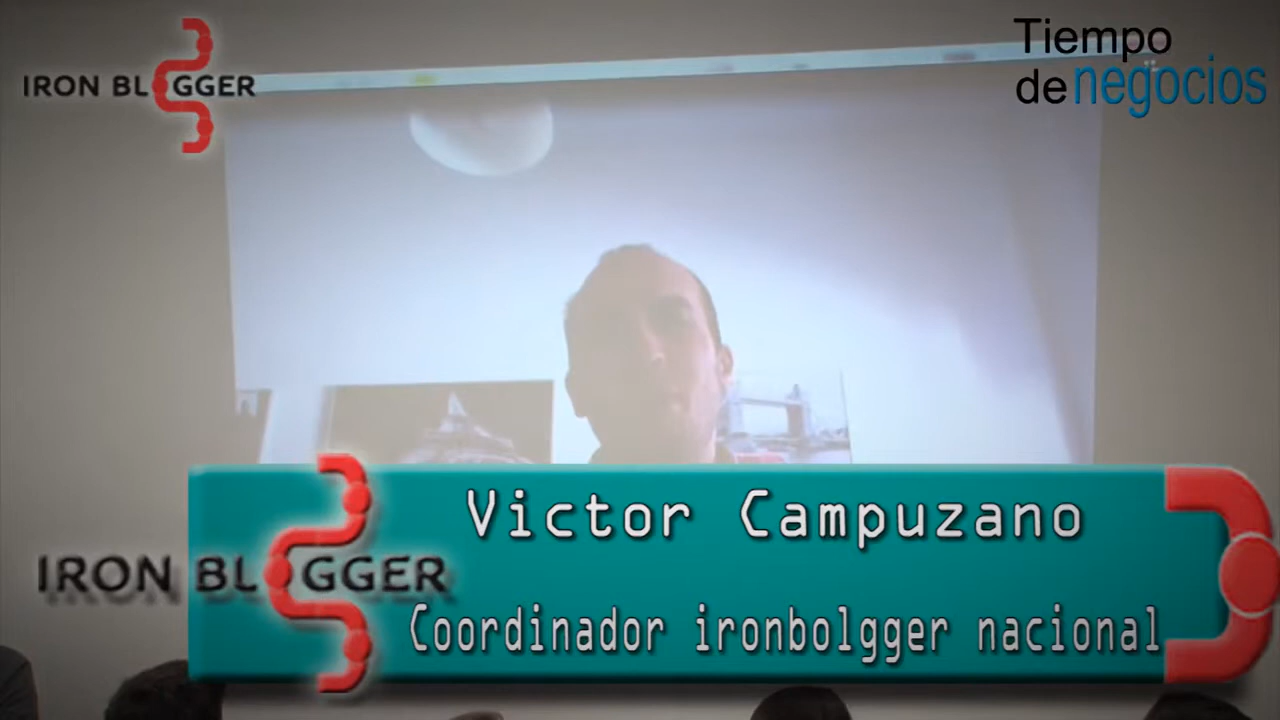 IRON BLOGGER
Tiempo
de negocios
Victor Campuzano
IRON BLOGGER
Coordinador ironbolgger nacional